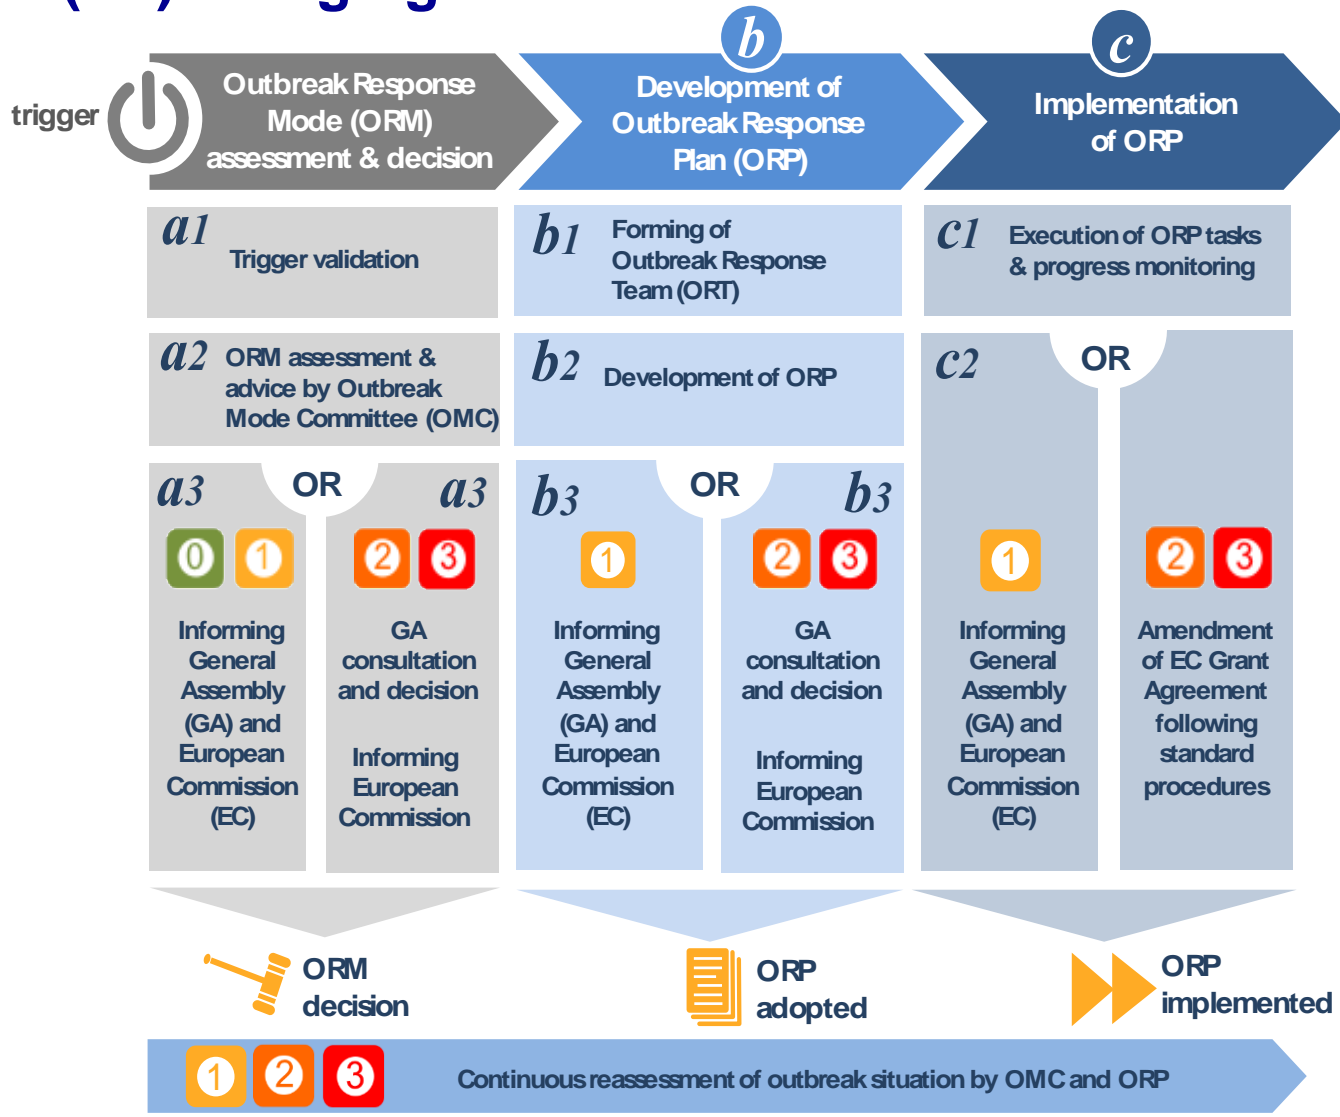 trigger
Outbreak Response
Mode (ORM)
assessment & decision
b
Development of
Outbreak Response
Plan (ORP)
c
Implementation
of ORP
a1
Trigger validation
b1
Forming of
Outbreak Response
Team (ORT)
c1
Execution of ORP tasks
& progress monitoring
a2
ORM assessment &
advice by Outbreak
Mode Committee (OMC)
b2
Development of ORP
c2
OR
a3
OR
a3
0 1
2 3
Informing
General
Assembly
(GA) and
European
Commission
(EC)
GA
consultation
and decision
Informing
European
Commission
b3
OR
b3
1
2 3
Informing
General
Assembly
(GA) and
European
Commission
(EC)
GA
consultation
and decision
Informing
European
Commission
1
2 3
Informing
General
Assembly
(GA) and
European
Commission
(EC)
Amendment
of EC Grant
Agreement
following
standard
procedures
ORM
decision
ORP
adopted
ORP
implemented
1 2 3
Continuous reassessment of outbreak situation by OMC and ORP